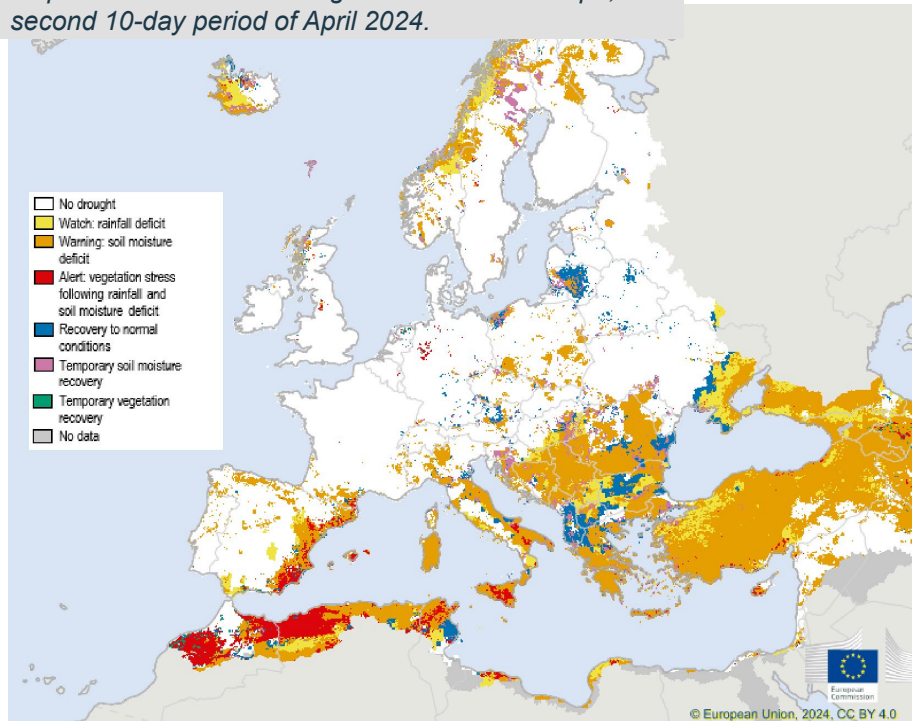 second 10-day period of April 2024.
No drought
Watch: rainfall deficit
Warning: soil moisture
deficit
Alert: vegetation stress
following rainfall and
soil moisture deficit
Recovery to normal
conditions
Temporary soil moisture
recovery
Temporary vegetation
recovery
No data
European
Commission
© European Union, 2024, CC BY 4.0